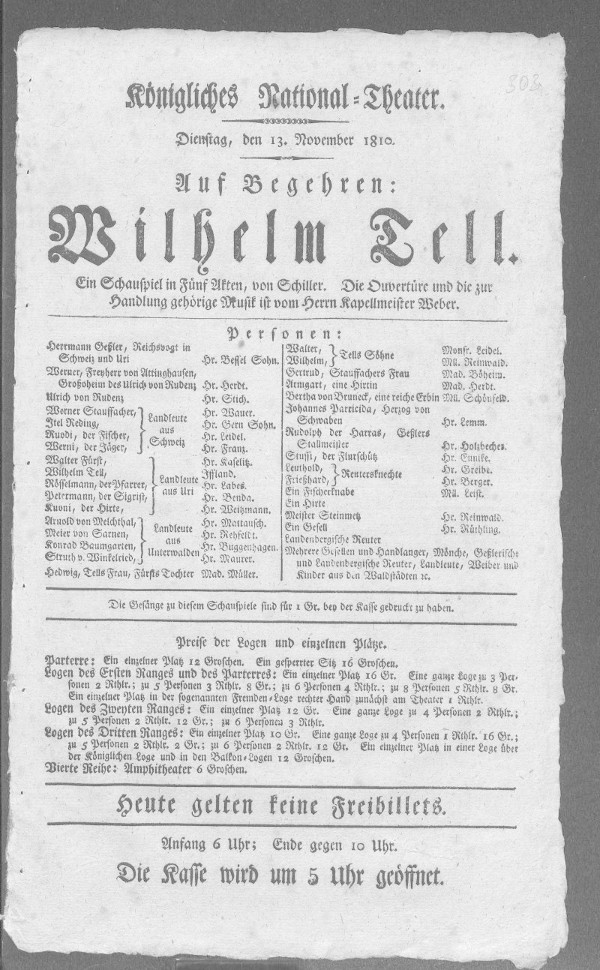 303
Königliches National-Theater.
Dienstag, den 13. November 1810.
Auf Begehren:
Wilhelm Tell.
Ein Schauspiel in Fünf Akten, von Schiller. Die Ouvertüre und die zur
Handlung gehörige Musik ist vom Herrn Kapellmeister Weber.
Personen:
Herrmann Geßler, Reichsvogt in
Schweiz und Uri Hr. Bessel Sohn.
Werner, Freyherr von Attinghausen,
Großoheim des Ulrich von Rudenz Hr. Herdt.
Ulrich von Rudenz Hr. Stich.
Werner Stauffacher, Hr. Wauer.
Itel Reding, Landleute Hr. Gern Sohn.
Ruodi, der Fischer, aus Hr. Leidel.
Werni, der Jäger, Schweiz Hr. Franz.
Walter Fürst, Hr. Kaselitz.
Wilhelm Tell, Landleute Iffland.
Rösselmann, der Pfarrer, aus Uri Hr. Labes.
Petermann, der Sigrist, Hr. Benda.
Kuoni, der Hirte, Hr. Weitzmann.
Arnold von Melchthal, Hr. Mattausch.
Meier von Sarnen, Landleute Hr. Rehfeldt.
Konrad Baumgarten, aus Hr. Buggenhagen.
Struth v. Winkelried, Unterwalden Hr. Maurer.
Hedwig, Tells Frau, Fürsts Tochter Mad. Müller.
Walter, Monsr. Leidel.
Wilhelm, Tells Söhne Mll. Reinwald.
Gertrud, Stauffachers Frau Mad. Böheim.
Armgart, eine Hirtin Mad. Herdt.
Bertha von Bruneck, eine reiche Erbin Mll. Schönfeld.
Johannes Parricida, Herzog von
Schwaben Hr. Lemm.
Rudolph der Harras, Geßlers
Stallmeister Hr. Holzbecher.
Stüssi, der Flurschütz Hr. Eunike.
Leuthold, Hr. Greibe.
Frießhard, Reutersknechte Hr. Berger.
Ein Fischerknabe Mll. Leist.
Ein Hirte
Meister Steinmetz Hr. Reinwald.
Ein Gesell Hr. Rüthling.
Landenbergische Reuter
Mehrere Gesellen und Handlanger, Mönche, Geßlerische
und Landenbergische Reuter, Landleute, Weiber und
Kinder aus den Waldstädten ꝛc.
Die Gesänge zu diesem Schauspiele sind für 1 Gr. bey der Kasse gedruckt zu haben.
Preise der Logen und einzelnen Plätze.
Parterre: Ein einzelner Platz 12 Groschen. Ein gesperrter Sitz 16 Groschen.
Logen des Ersten Ranges und des Parterres: Ein einzelner Platz 16 Gr. Eine ganze Loge zu 3 Per-
sonen 2 Rthlr.; zu 5 Personen 3 Rthlr. 8 Gr.; zu 6 Personen 4 Rthlr.; zu 8 Personen 5 Rthlr. 8 Gr.
Ein einzelner Platz in der sogenannten Fremden-Loge rechter Hand zunächst am Theater 1 Rthlr.
Logen des Zweyten Ranges: Ein einzelner Platz 12 Gr. Eine ganze Loge zu 4 Personen 2 Rthlr.;
zu 5 Personen 2 Rthlr. 12 Gr.; zu 6 Personen 3 Rthlr.
Logen des Dritten Ranges: Ein einzelner Platz 10 Gr. Eine ganze Loge zu 4 Personen 1 Rthlr. 16 Gr.;
zu 5 Personen 2 Rthlr. 2 Gr.; zu 6 Personen 2 Rthlr. 12 Gr. Ein einzelner Platz in einer Loge über
der Königlichen Loge und in den Balkon-Logen 12 Groschen.
Vierte Reihe: Amphitheater 6 Groschen.
Heute gelten keine Freibillets.
Anfang 6 Uhr; Ende gegen 10 Uhr.
Die Kasse wird um 5 Uhr geöffnet.